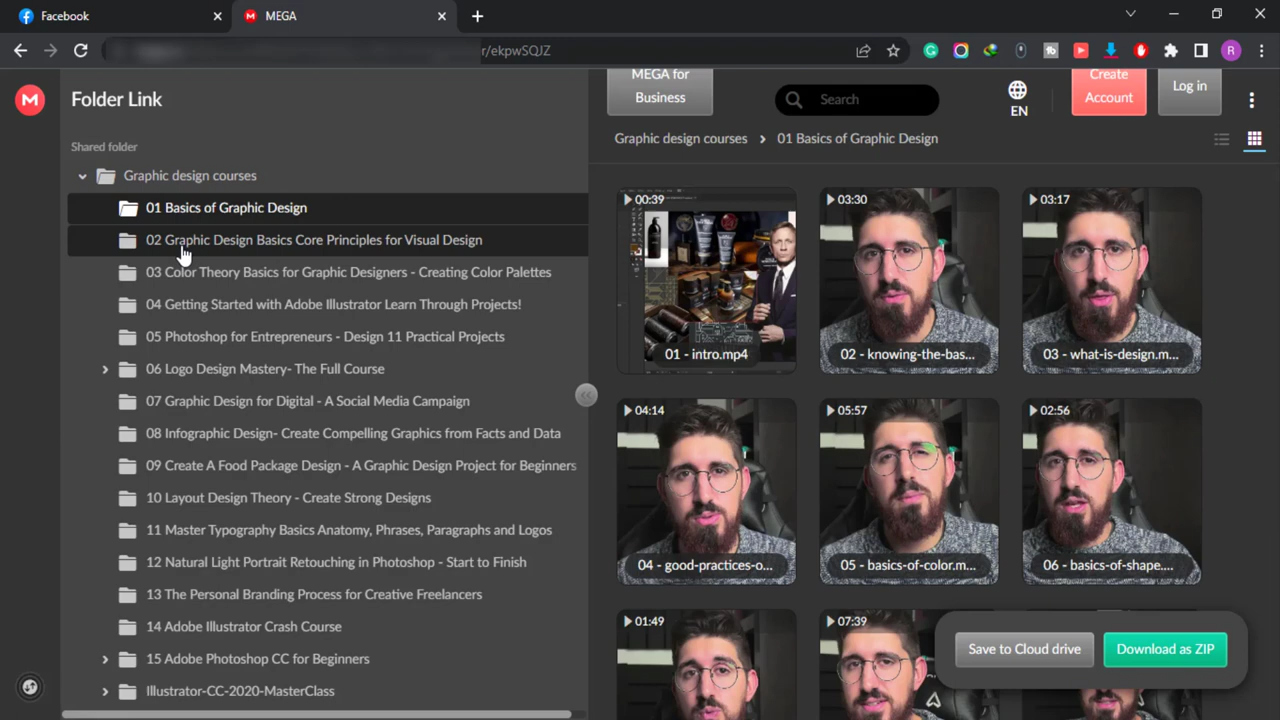 Facebook
MEGA
r/ekpwSQJZ
R
M
Folder Link
Shared folder
Graphic design courses
01 Basics of Graphic Design
02 Graphic Design Basics Core Principles for Visual Design
03 Color Theory Basics for Graphic Designers - Creating Color Palettes
04 Getting Started with Adobe Illustrator Learn Through Projects!
05 Photoshop for Entrepreneurs - Design 11 Practical Projects
06 Logo Design Mastery- The Full Course
07 Graphic Design for Digital - A Social Media Campaign
08 Infographic Design- Create Compelling Graphics from Facts and Data
09 Create A Food Package Design - A Graphic Design Project for Beginners
10 Layout Design Theory - Create Strong Designs
11 Master Typography Basics Anatomy, Phrases, Paragraphs and Logos
12 Natural Light Portrait Retouching in Photoshop - Start to Finish
13 The Personal Branding Process for Creative Freelancers
14 Adobe Illustrator Crash Course
15 Adobe Photoshop CC for Beginners
Illustrator-CC-2020-MasterClass
MEGA for
Business
Search
EN
Create
Account
Log in
Graphic design courses
01 Basics of Graphic Design
00:39
01 - intro.mp4
03:30
02 - knowing-the-bas...
03:17
03 - what-is-design.m...
04:14
04 - good-practices-o...
05:57
05 - basics-of-color.m...
02:56
06 - basics-of-shape....
01:49
07:39
Save to Cloud drive
Download as ZIP